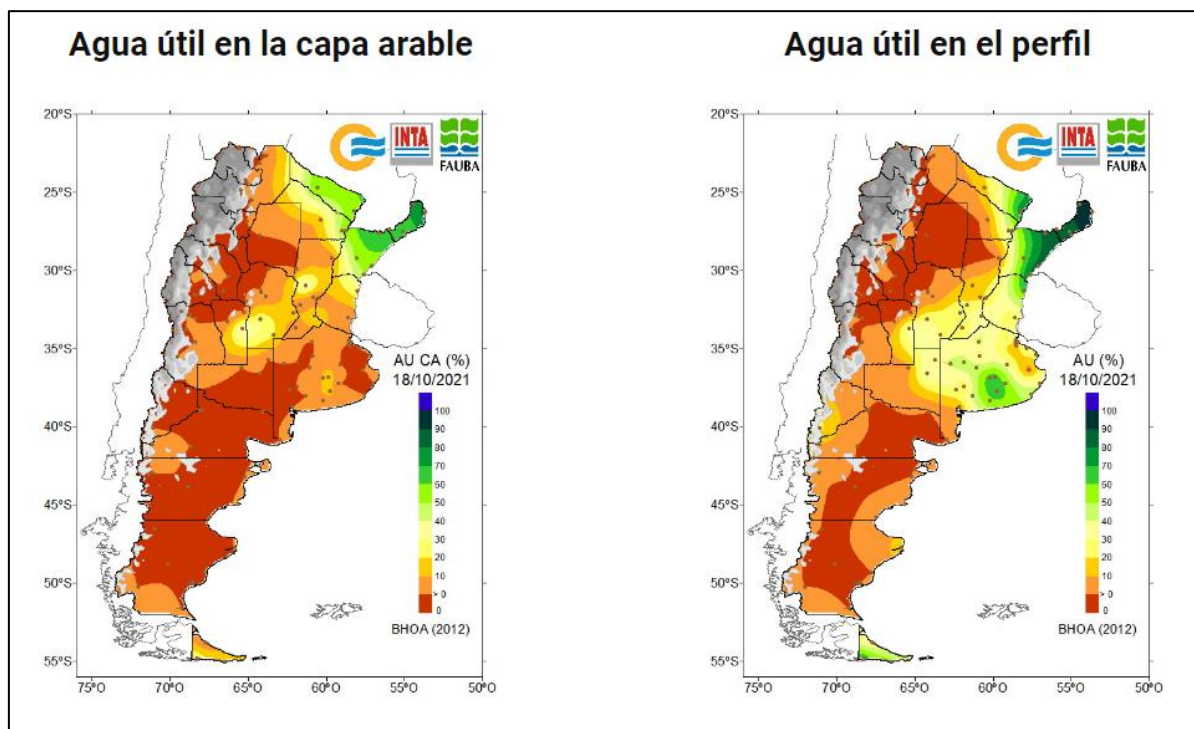 Agua útil en la capa arable
20°S
25°S
30°S
35°S
40°S
45°S
50°S
55°S
75°O
70°O
65°O
60°O
55°O
50°O
INTA
FAUBA
AU CA (%)
18/10/2021
100
90
80
70
60
50
40
30
20
10
> 0
0
BHOA (2012)
Agua útil en el perfil
20°S
25°S
30°S
35°S
40°S
45°S
50°S
55°S
75°O
70°O
65°O
60°O
55°O
50°O
INTA
FAUBA
AU (%)
18/10/2021
100
90
80
70
60
50
40
30
20
10
> 0
0
BHOA (2012)